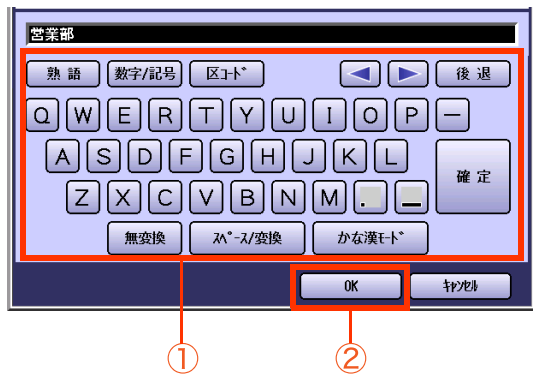 営業部
熟 語 数字/記号 区ｺｰﾄﾞ ◀ ▶ 後 退
Q W E R T Y U I O P ー
A S D F G H J K L
確 定
Z X C V B N M . _
無変換 ｽﾍﾟｰｽ/変換 かな漢ﾓｰﾄﾞ
OK ｷｬﾝｾﾙ
① ②